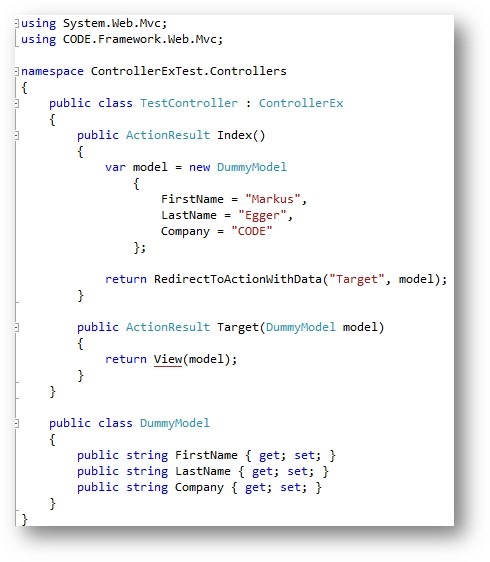 using System.Web.Mvc;
using CODE.Framework.Web.Mvc;
namespace ControllerExTest.Controllers
{
    public class TestController : ControllerEx
    {
        public ActionResult Index()
        {
            var model = new DummyModel
                {
                    FirstName = "Markus",
                    LastName = "Egger",
                    Company = "CODE"
                };
            return RedirectToActionWithData("Target", model);
        }
        public ActionResult Target(DummyModel model)
        {
            return View(model);
        }
    }
    public class DummyModel
    {
        public string FirstName { get; set; }
        public string LastName { get; set; }
        public string Company { get; set; }
    }
}